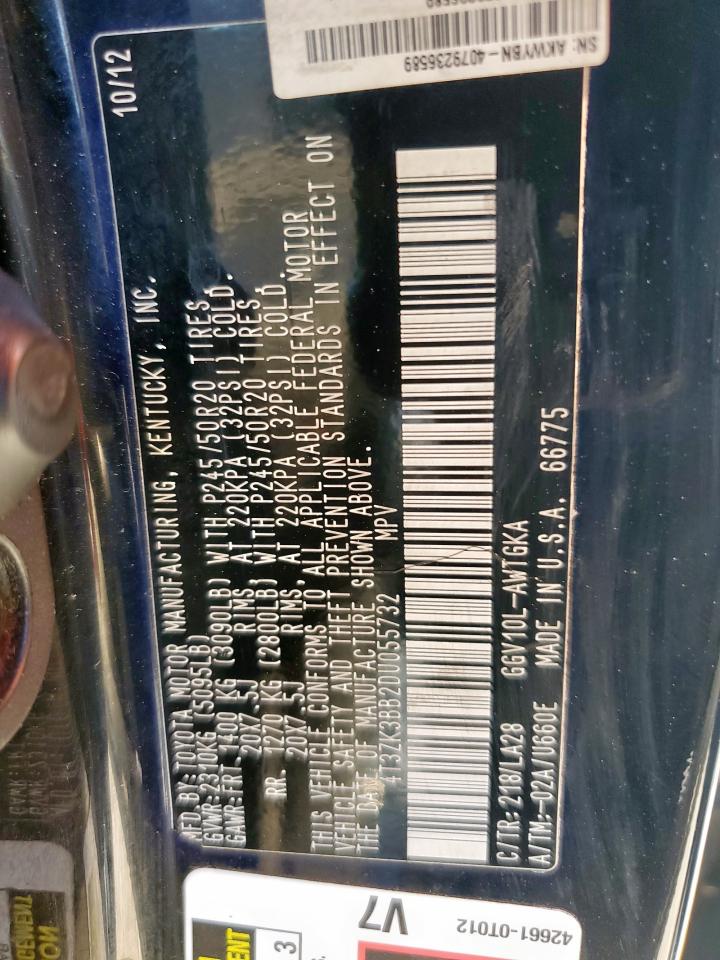 MFD. BY: TOYOTA MOTOR MANUFACTURING, KENTUCKY, INC. 10/12
GVWR: 2310KG (5095LB)
GAWR: FRT. 1400 KG (3090LB) WITH P245/50R20 TIRES,
20X7.5J RIMS, AT 220KPA (32PSI) COLD.
RR. 1270 KG (2800LB) WITH P245/50R20 TIRES,
20X7.5J RIMS, AT 220KPA (32PSI) COLD.
THIS VEHICLE CONFORMS TO ALL APPLICABLE FEDERAL MOTOR
VEHICLE SAFETY AND THEFT PREVENTION STANDARDS IN EFFECT ON
THE DATE OF MANUFACTURE SHOWN ABOVE.
4T3ZK3BB2DU055732 MPV
C/TR: 218/LA28 GGV10L-AWTGKA
A/TM: -02A/U660E MADE IN U.S.A. 66775
SN: AKWYBN-4079236589
V7
42661-0T012
3